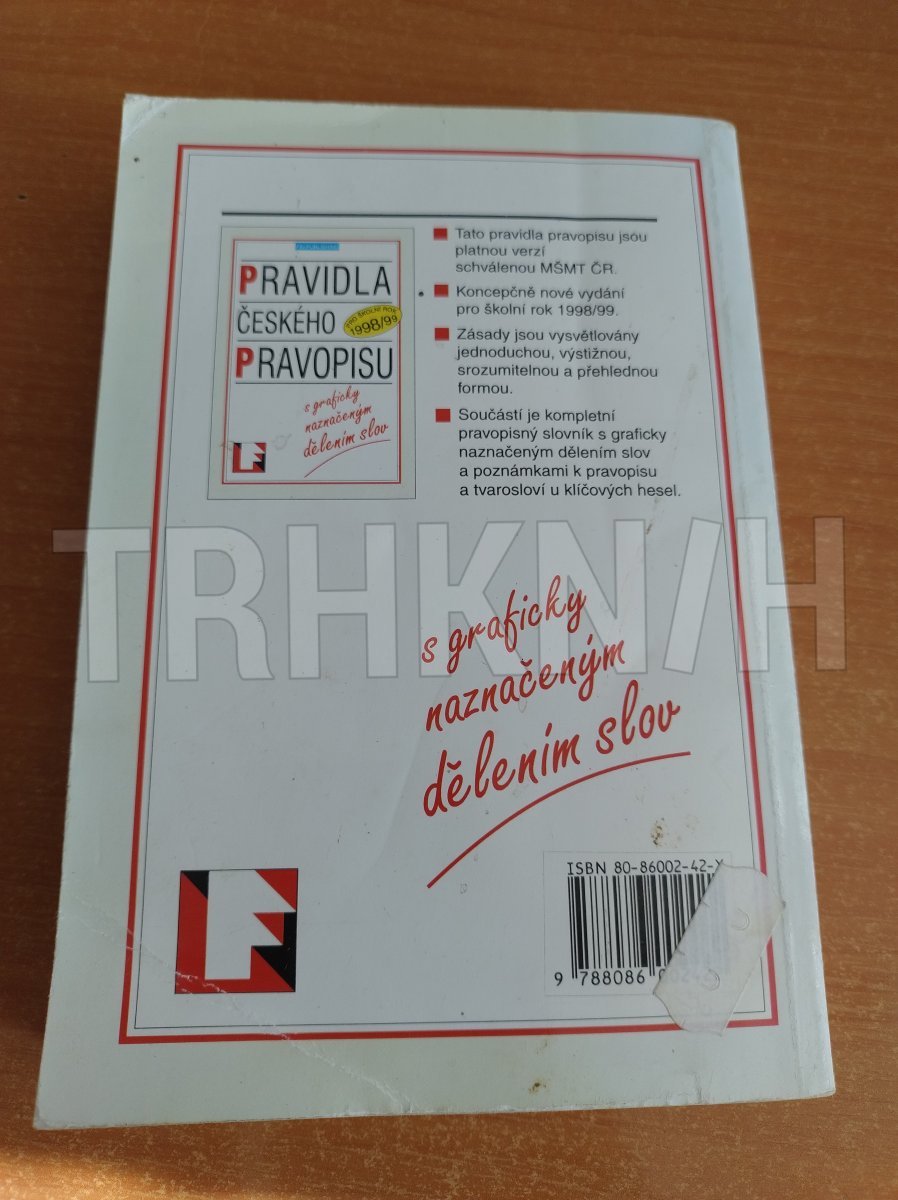 PRAVIDLA
ČESKÉHO
PRO ŠKOLNÍ ROK
1998/99
PRAVOPISU
s graficky
naznačeným
dělením slov
Tato pravidla pravopisu jsou
platnou verzí
schválenou MŠMT ČR.
Koncepčně nové vydání
pro školní rok 1998/99.
Zásady jsou vysvětlovány
jednoduchou, výstižnou,
srozumitelnou a přehlednou
formou.
Součástí je kompletní
pravopisný slovník s graficky
naznačeným dělením slov
a poznámkami k pravopisu
a tvarosloví u klíčových hesel.
TRHKNIH
s graficky
naznačeným
dělením slov
ISBN 80-86002-42-X
9 788086